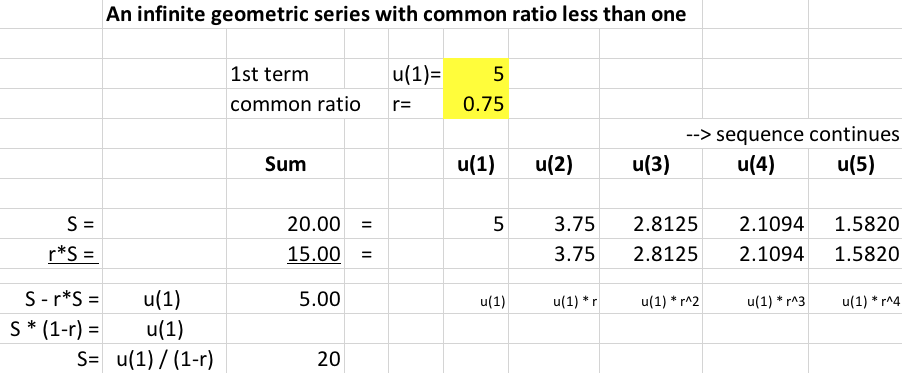 An infinite geometric series with common ratio less than one
1st term u(1)= 5
common ratio r= 0.75
--> sequence continues
Sum u(1) u(2) u(3) u(4) u(5)
S = 20.00 = 5 3.75 2.8125 2.1094 1.5820
r*S = 15.00 = 3.75 2.8125 2.1094 1.5820
S - r*S = u(1) 5.00 u(1) u(1) * r u(1) * r^2 u(1) * r^3 u(1) * r^4
S * (1-r) = u(1)
S= u(1) / (1-r) 20